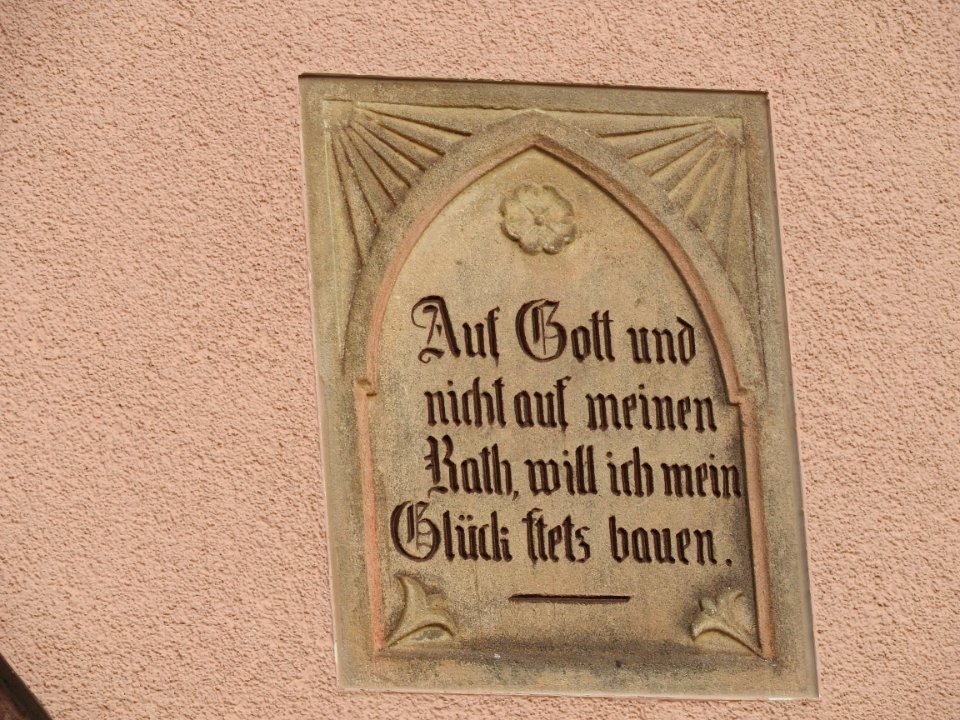 Auf Gott und
nicht auf meinen
Rath, will ich mein
Glück stets bauen.